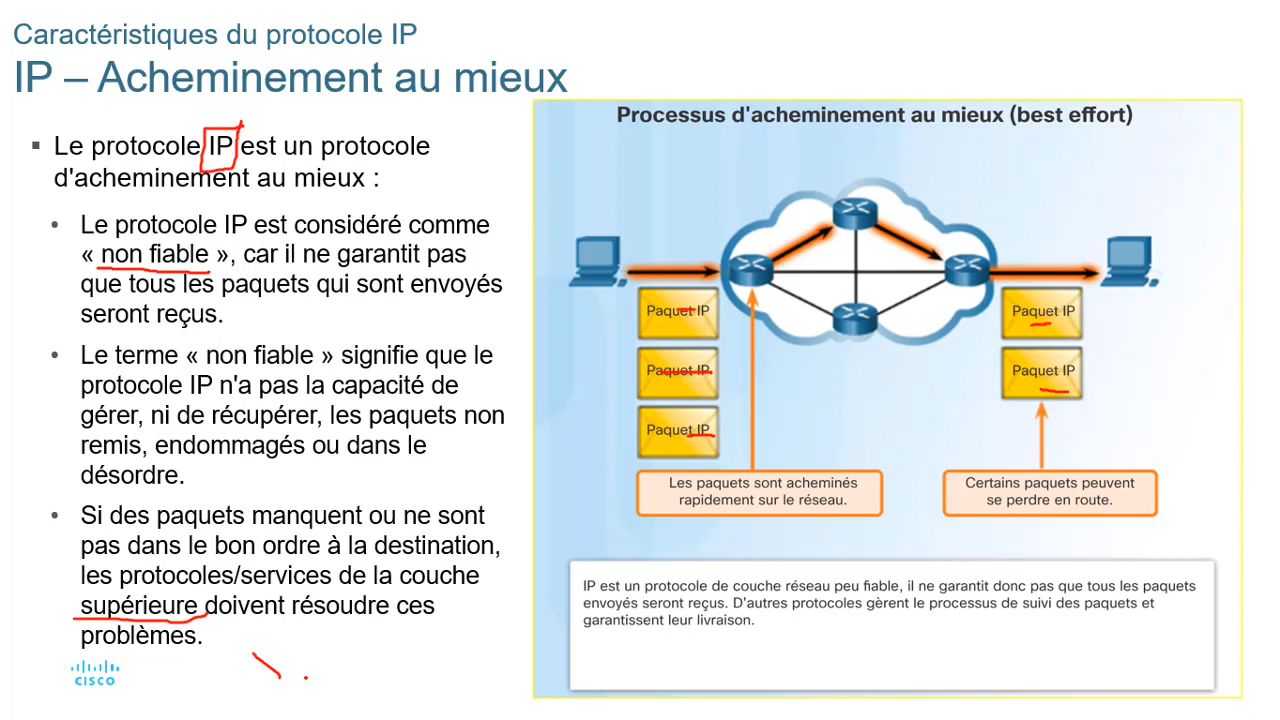 Caractéristiques du protocole IP
IP – Acheminement au mieux
▪ Le protocole IP est un protocole
d'acheminement au mieux :
• Le protocole IP est considéré comme
« non fiable », car il ne garantit pas
que tous les paquets qui sont envoyés
seront reçus.
• Le terme « non fiable » signifie que le
protocole IP n'a pas la capacité de
gérer, ni de récupérer, les paquets non
remis, endommagés ou dans le
désordre.
• Si des paquets manquent ou ne sont
pas dans le bon ordre à la destination,
les protocoles/services de la couche
supérieure doivent résoudre ces
problèmes.
CISCO
Processus d'acheminement au mieux (best effort)
Paquet IP
Paquet IP
Paquet IP
Paquet IP
Paquet IP
Les paquets sont acheminés
rapidement sur le réseau.
Certains paquets peuvent
se perdre en route.
IP est un protocole de couche réseau peu fiable, il ne garantit donc pas que tous les paquets
envoyés seront reçus. D'autres protocoles gèrent le processus de suivi des paquets et
garantissent leur livraison.